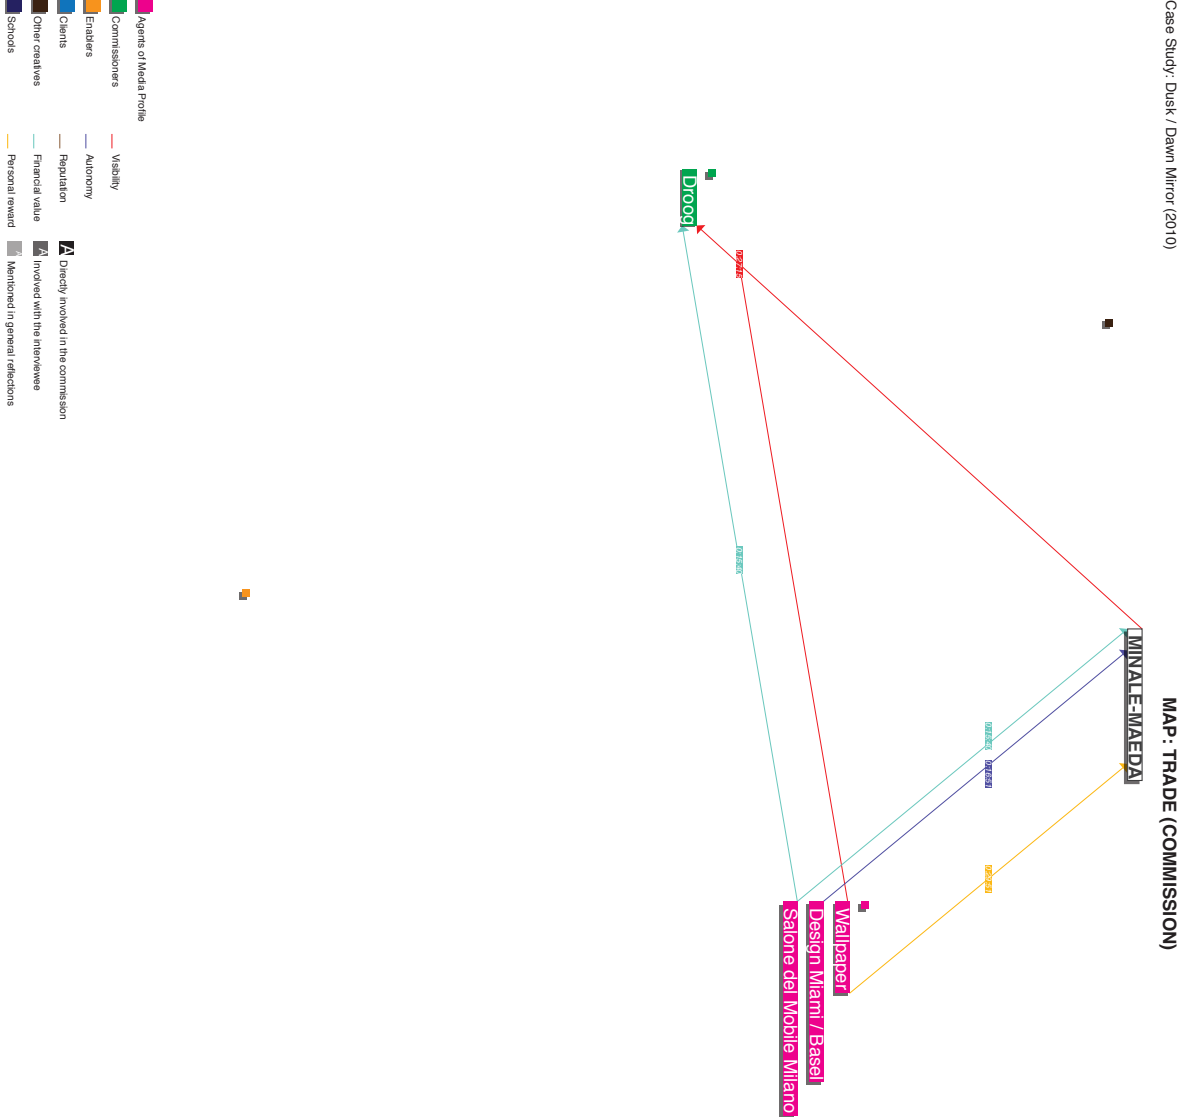 Case Study: Dusk / Dawn Mirror (2010)
MAP: TRADE (COMMISSION)
MINALE-MAEDA
Droog
Wallpaper
Design Miami / Basel
Salone del Mobile Milano
Agents of Media Profile
Commissioners
Enablers
Clients
Other creatives
Schools
Visibility
Autonomy
Reputation
Financial value
Personal reward
A Directly involved in the commission
A Involved with the interviewee
A Mentioned in general reflections